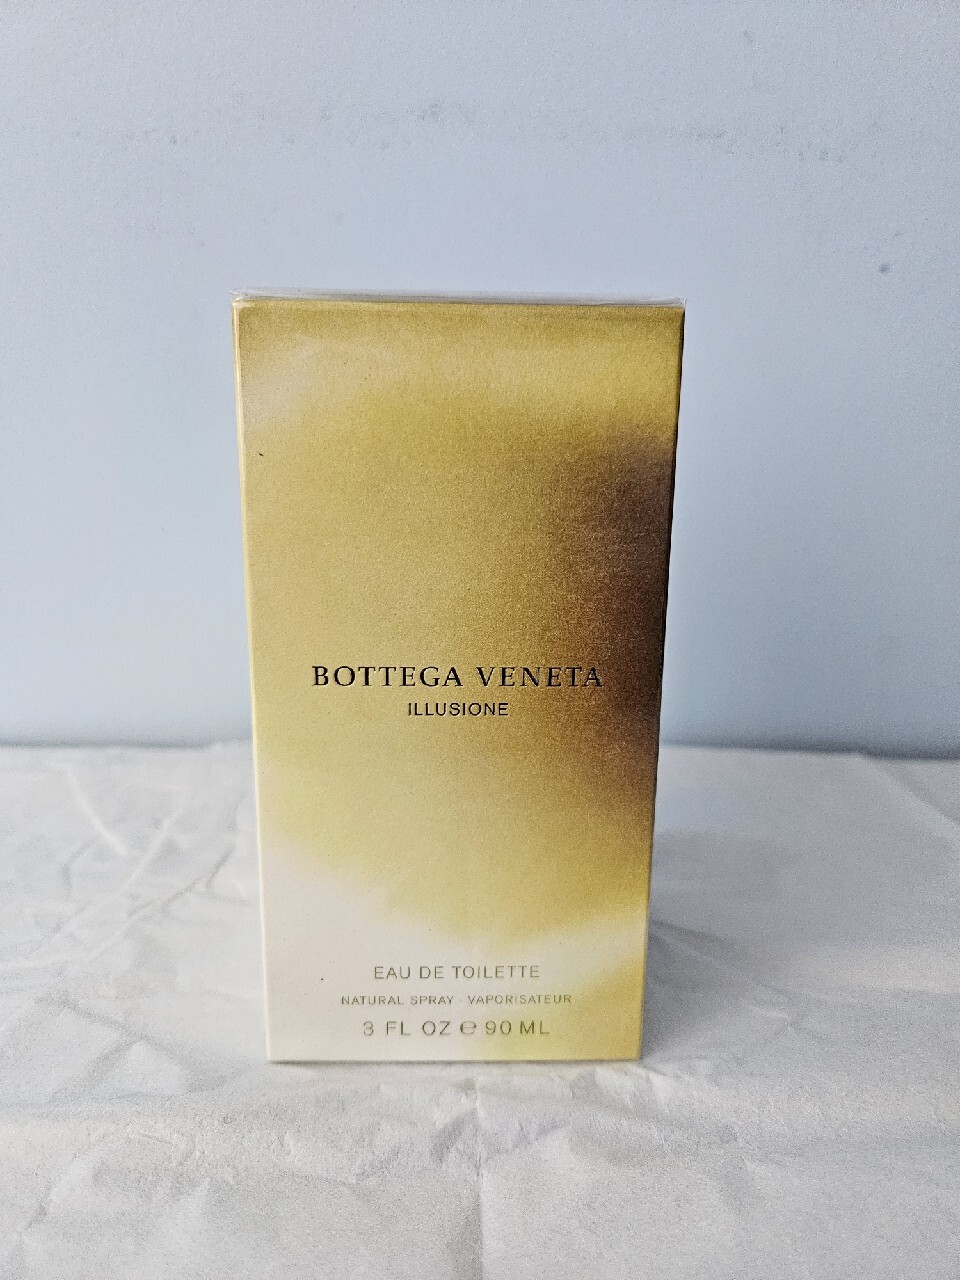 BOTTEGA VENETA
ILLUSIONE
EAU DE TOILETTE
NATURAL SPRAY · VAPORISATEUR
3 FL OZ ℮ 90 ML